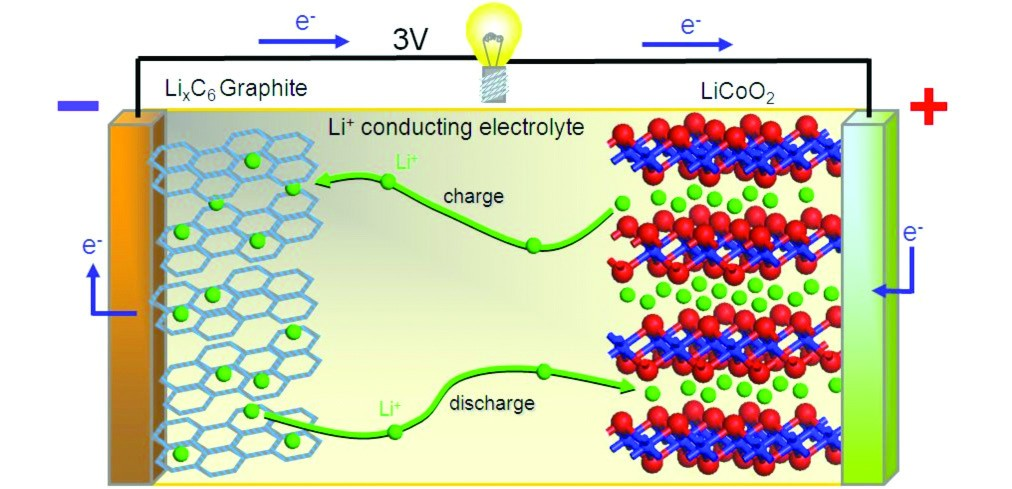 e⁻
e⁻
3V
LiₓC₆ Graphite
LiCoO₂
−
+
Li⁺ conducting electrolyte
Li⁺
charge
e⁻
e⁻
Li⁺
discharge